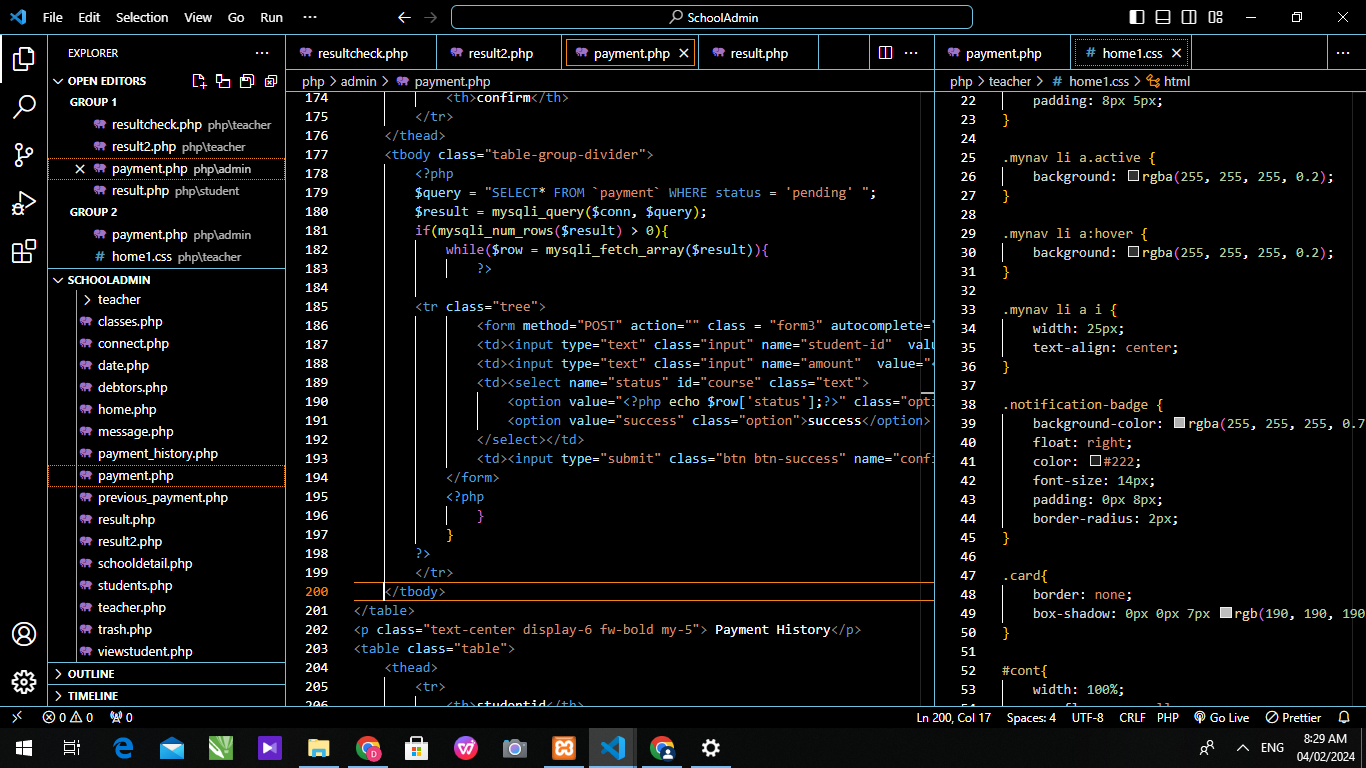 File Edit Selection View Go Run ··· SchoolAdmin
EXPLORER ···
OPEN EDITORS
GROUP 1
resultcheck.php php\teacher
result2.php php\teacher
payment.php php\admin
result.php php\student
GROUP 2
payment.php php\admin
# home1.css php\teacher
SCHOOLADMIN
teacher
classes.php
connect.php
date.php
debtors.php
home.php
message.php
payment_history.php
payment.php
previous_payment.php
result.php
result2.php
schooldetail.php
students.php
teacher.php
trash.php
viewstudent.php
OUTLINE
TIMELINE
resultcheck.php result2.php payment.php result.php
php > admin > payment.php
174 <th>confirm</th>
175 </tr>
176 </thead>
177 <tbody class="table-group-divider">
178 <?php
179 $query = "SELECT* FROM `payment` WHERE status = 'pending' ";
180 $result = mysqli_query($conn, $query);
181 if(mysqli_num_rows($result) > 0){
182 while($row = mysqli_fetch_array($result)){
183 ?>
184
185 <tr class="tree">
186 <form method="POST" action="" class = "form3" autocomplete="
187 <td><input type="text" class="input" name="student-id" valu
188 <td><input type="text" class="input" name="amount" value="<
189 <td><select name="status" id="course" class="text">
190 <option value="<?php echo $row['status'];?>" class="opti
191 <option value="success" class="option">success</option>
192 </select></td>
193 <td><input type="submit" class="btn btn-success" name="conf
194 </form>
195 <?php
196 }
197 }
198 ?>
199 </tr>
200 </tbody>
201 </table>
202 <p class="text-center display-6 fw-bold my-5"> Payment History</p>
203 <table class="table">
204 <thead>
205 <tr>
206 <th>studentid</th>
payment.php # home1.css
php > teacher > # home1.css > html
22 padding: 8px 5px;
23 }
24
25 .mynav li a.active {
26 background: rgba(255, 255, 255, 0.2);
27 }
28
29 .mynav li a:hover {
30 background: rgba(255, 255, 255, 0.2);
31 }
32
33 .mynav li a i {
34 width: 25px;
35 text-align: center;
36 }
37
38 .notification-badge {
39 background-color: rgba(255, 255, 255, 0.7
40 float: right;
41 color: #222;
42 font-size: 14px;
43 padding: 0px 8px;
44 border-radius: 2px;
45 }
46
47 .card{
48 border: none;
49 box-shadow: 0px 0px 7px rgb(190, 190, 190
50 }
51
52 #cont{
53 width: 100%;
0 0 0 Ln 200, Col 17 Spaces: 4 UTF-8 CRLF PHP Go Live Prettier
ENG 8:29 AM
04/02/2024